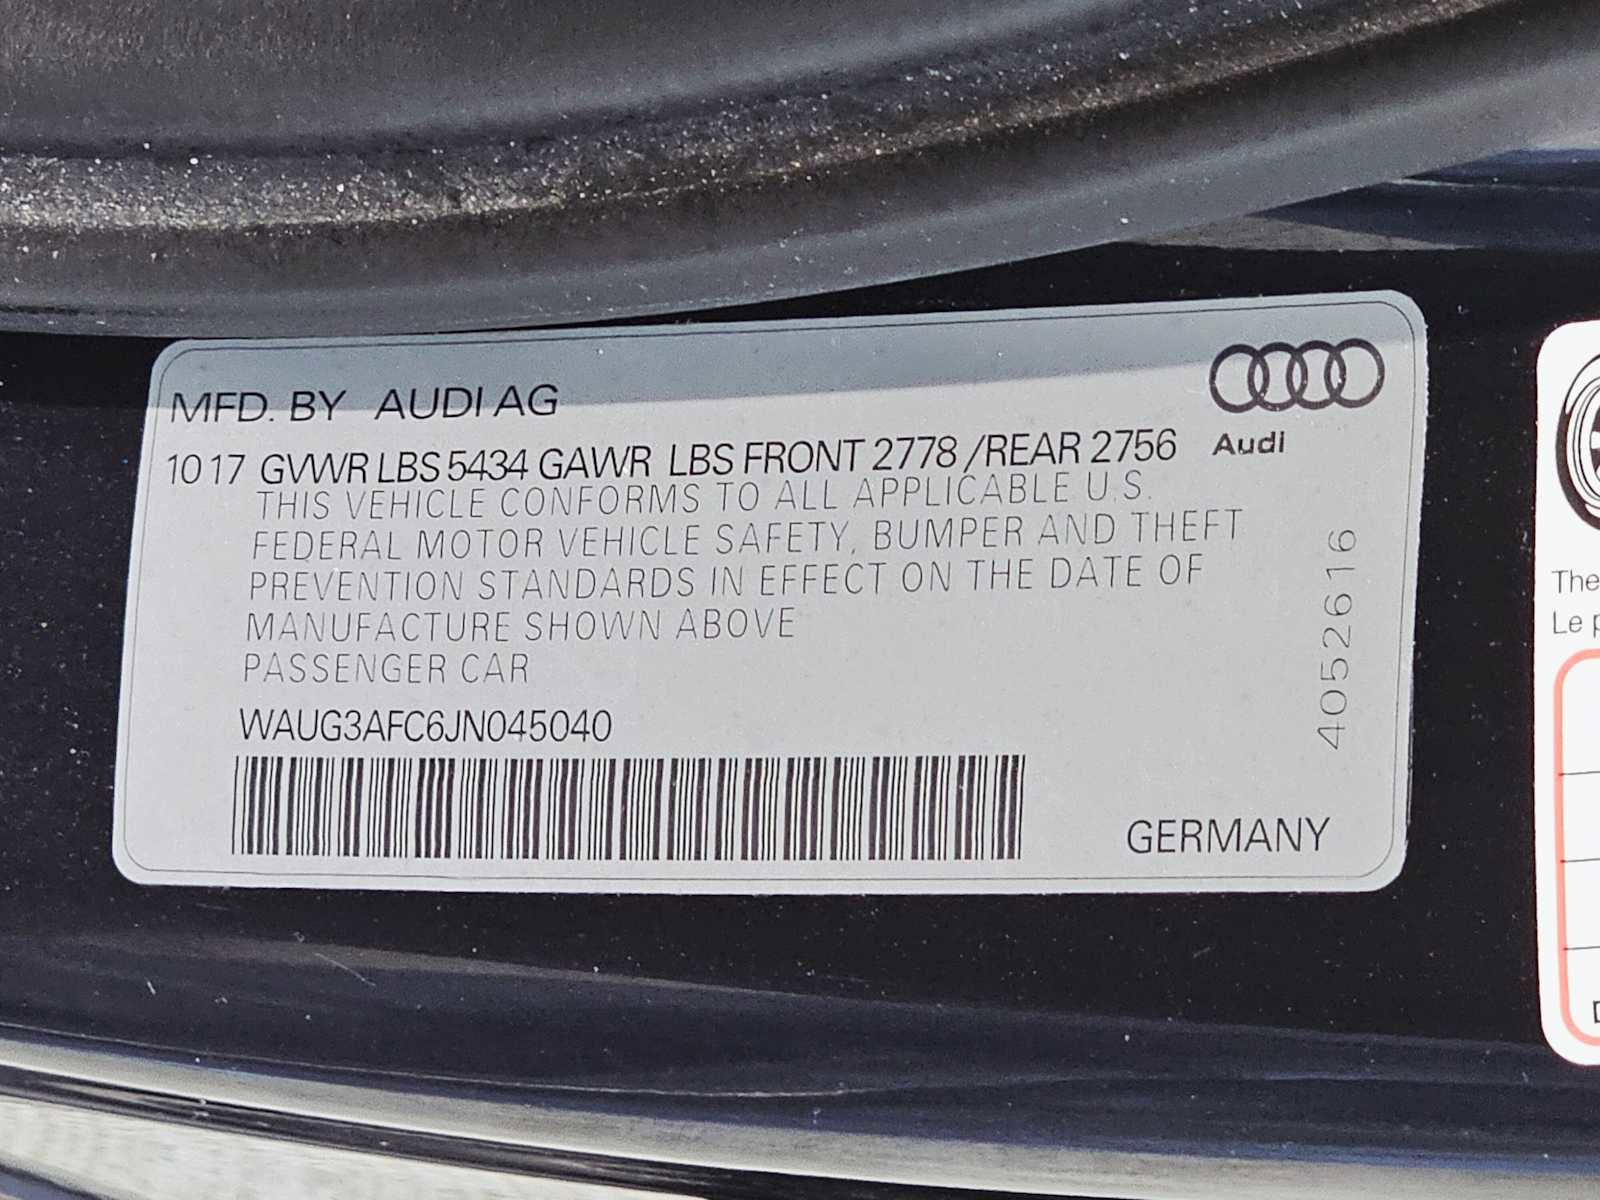 MFD. BY AUDI AG
Audi
10 17 GVWR LBS 5434 GAWR LBS FRONT 2778 /REAR 2756
THIS VEHICLE CONFORMS TO ALL APPLICABLE U.S.
FEDERAL MOTOR VEHICLE SAFETY, BUMPER AND THEFT
PREVENTION STANDARDS IN EFFECT ON THE DATE OF
MANUFACTURE SHOWN ABOVE
PASSENGER CAR
WAUG3AFC6JN045040
GERMANY
4052616
The
Le